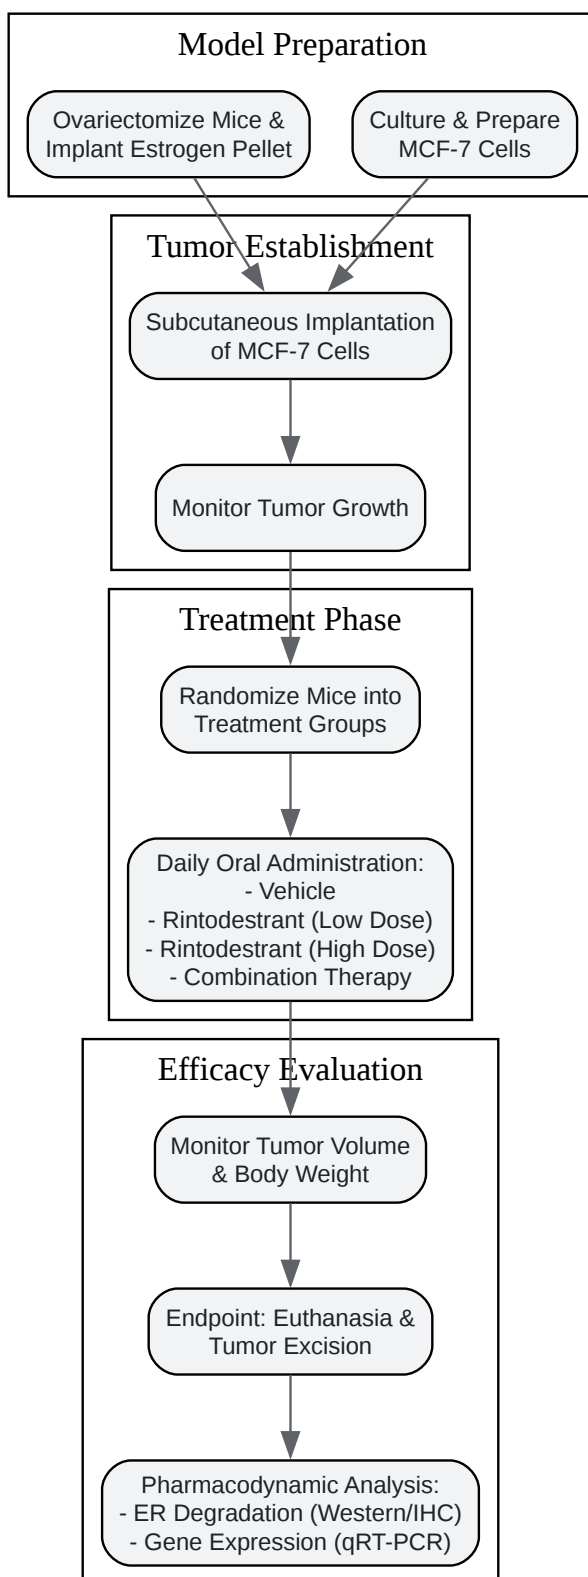 Model Preparation
Ovariectomize Mice &
Implant Estrogen Pellet
Culture & Prepare
MCF-7 Cells
Tumor Establishment
Subcutaneous Implantation
of MCF-7 Cells
Monitor Tumor Growth
Treatment Phase
Randomize Mice into
Treatment Groups
Daily Oral Administration:
- Vehicle
- Rintodestrant (Low Dose)
- Rintodestrant (High Dose)
- Combination Therapy
Efficacy Evaluation
Monitor Tumor Volume
& Body Weight
Endpoint: Euthanasia &
Tumor Excision
Pharmacodynamic Analysis:
- ER Degradation (Western/IHC)
- Gene Expression (qRT-PCR)